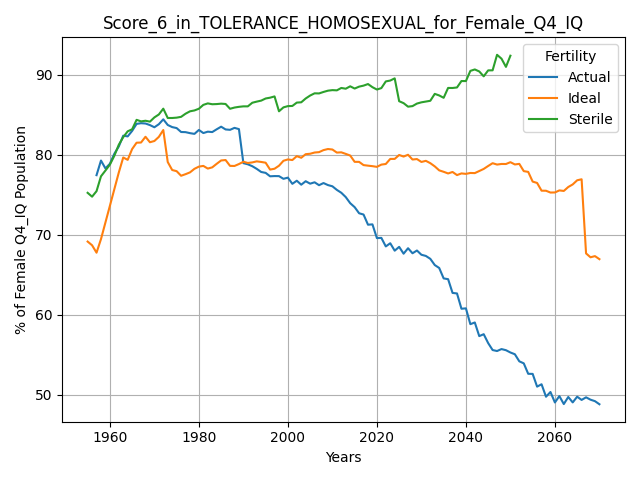 Score_6_in_TOLERANCE_HOMOSEXUAL_for_Female_Q4_IQ
Fertility
Actual
Ideal
Sterile
% of Female Q4_IQ Population
90
80
70
60
50
1960
1980
2000
2020
2040
2060
Years